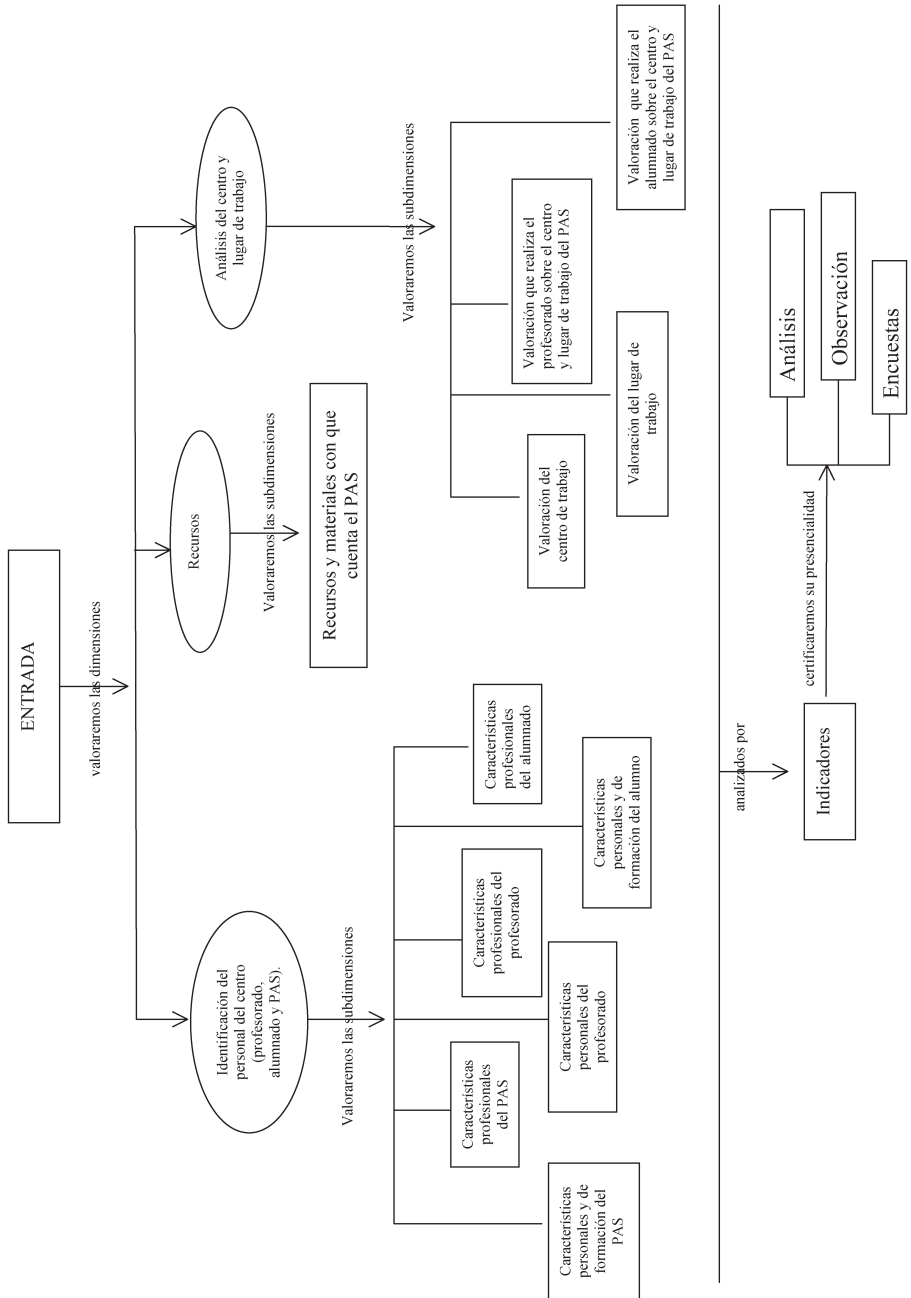 ENTRADA
valoraremos las dimensiones
Identificación del
personal del centro
(profesorado,
alumnado y PAS).
Recursos
Análisis del centro y
lugar de trabajo
Valoraremos las subdimensiones
Valoraremos las subdimensiones
Valoraremos las subdimensiones
Características
personales y de
formación del
PAS
Características
profesionales
del PAS
Características
personales del
profesorado
Características
profesionales del
profesorado
Características
personales y de
formación del alumno
Características
profesionales
del alumnado
Recursos y materiales con que
cuenta el PAS
Valoración del
centro de trabajo
Valoración del lugar de
trabajo
Valoración que realiza el
profesorado sobre el centro
y lugar de trabajo del PAS
Valoración que realiza el
alumnado sobre el centro y
lugar de trabajo del PAS
analizados por
Indicadores
certificaremos su presencialidad
Análisis
Observación
Encuestas